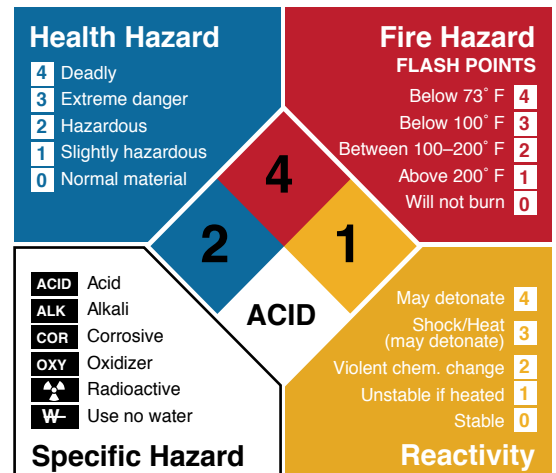 Health Hazard
4 Deadly
3 Extreme danger
2 Hazardous
1 Slightly hazardous
0 Normal material
Fire Hazard
FLASH POINTS
Below 73° F 4
Below 100° F 3
Between 100–200° F 2
Above 200° F 1
Will not burn 0
4
2
1
ACID
ACID Acid
ALK Alkali
COR Corrosive
OXY Oxidizer
Radioactive
W Use no water
Specific Hazard
May detonate 4
Shock/Heat
(may detonate) 3
Violent chem. change 2
Unstable if heated 1
Stable 0
Reactivity